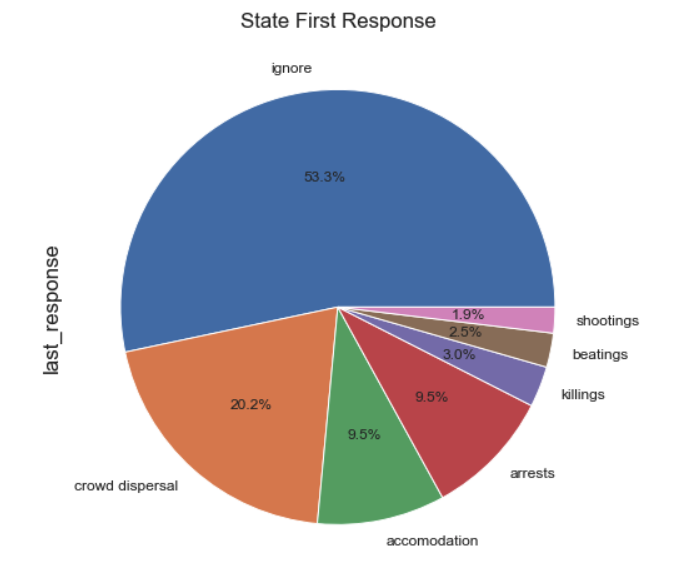 State First Response
ignore
53.3%
last_response
shootings
1.9%
2.5%
beatings
3.0%
killings
9.5%
20.2%
9.5%
arrests
crowd dispersal
accomodation